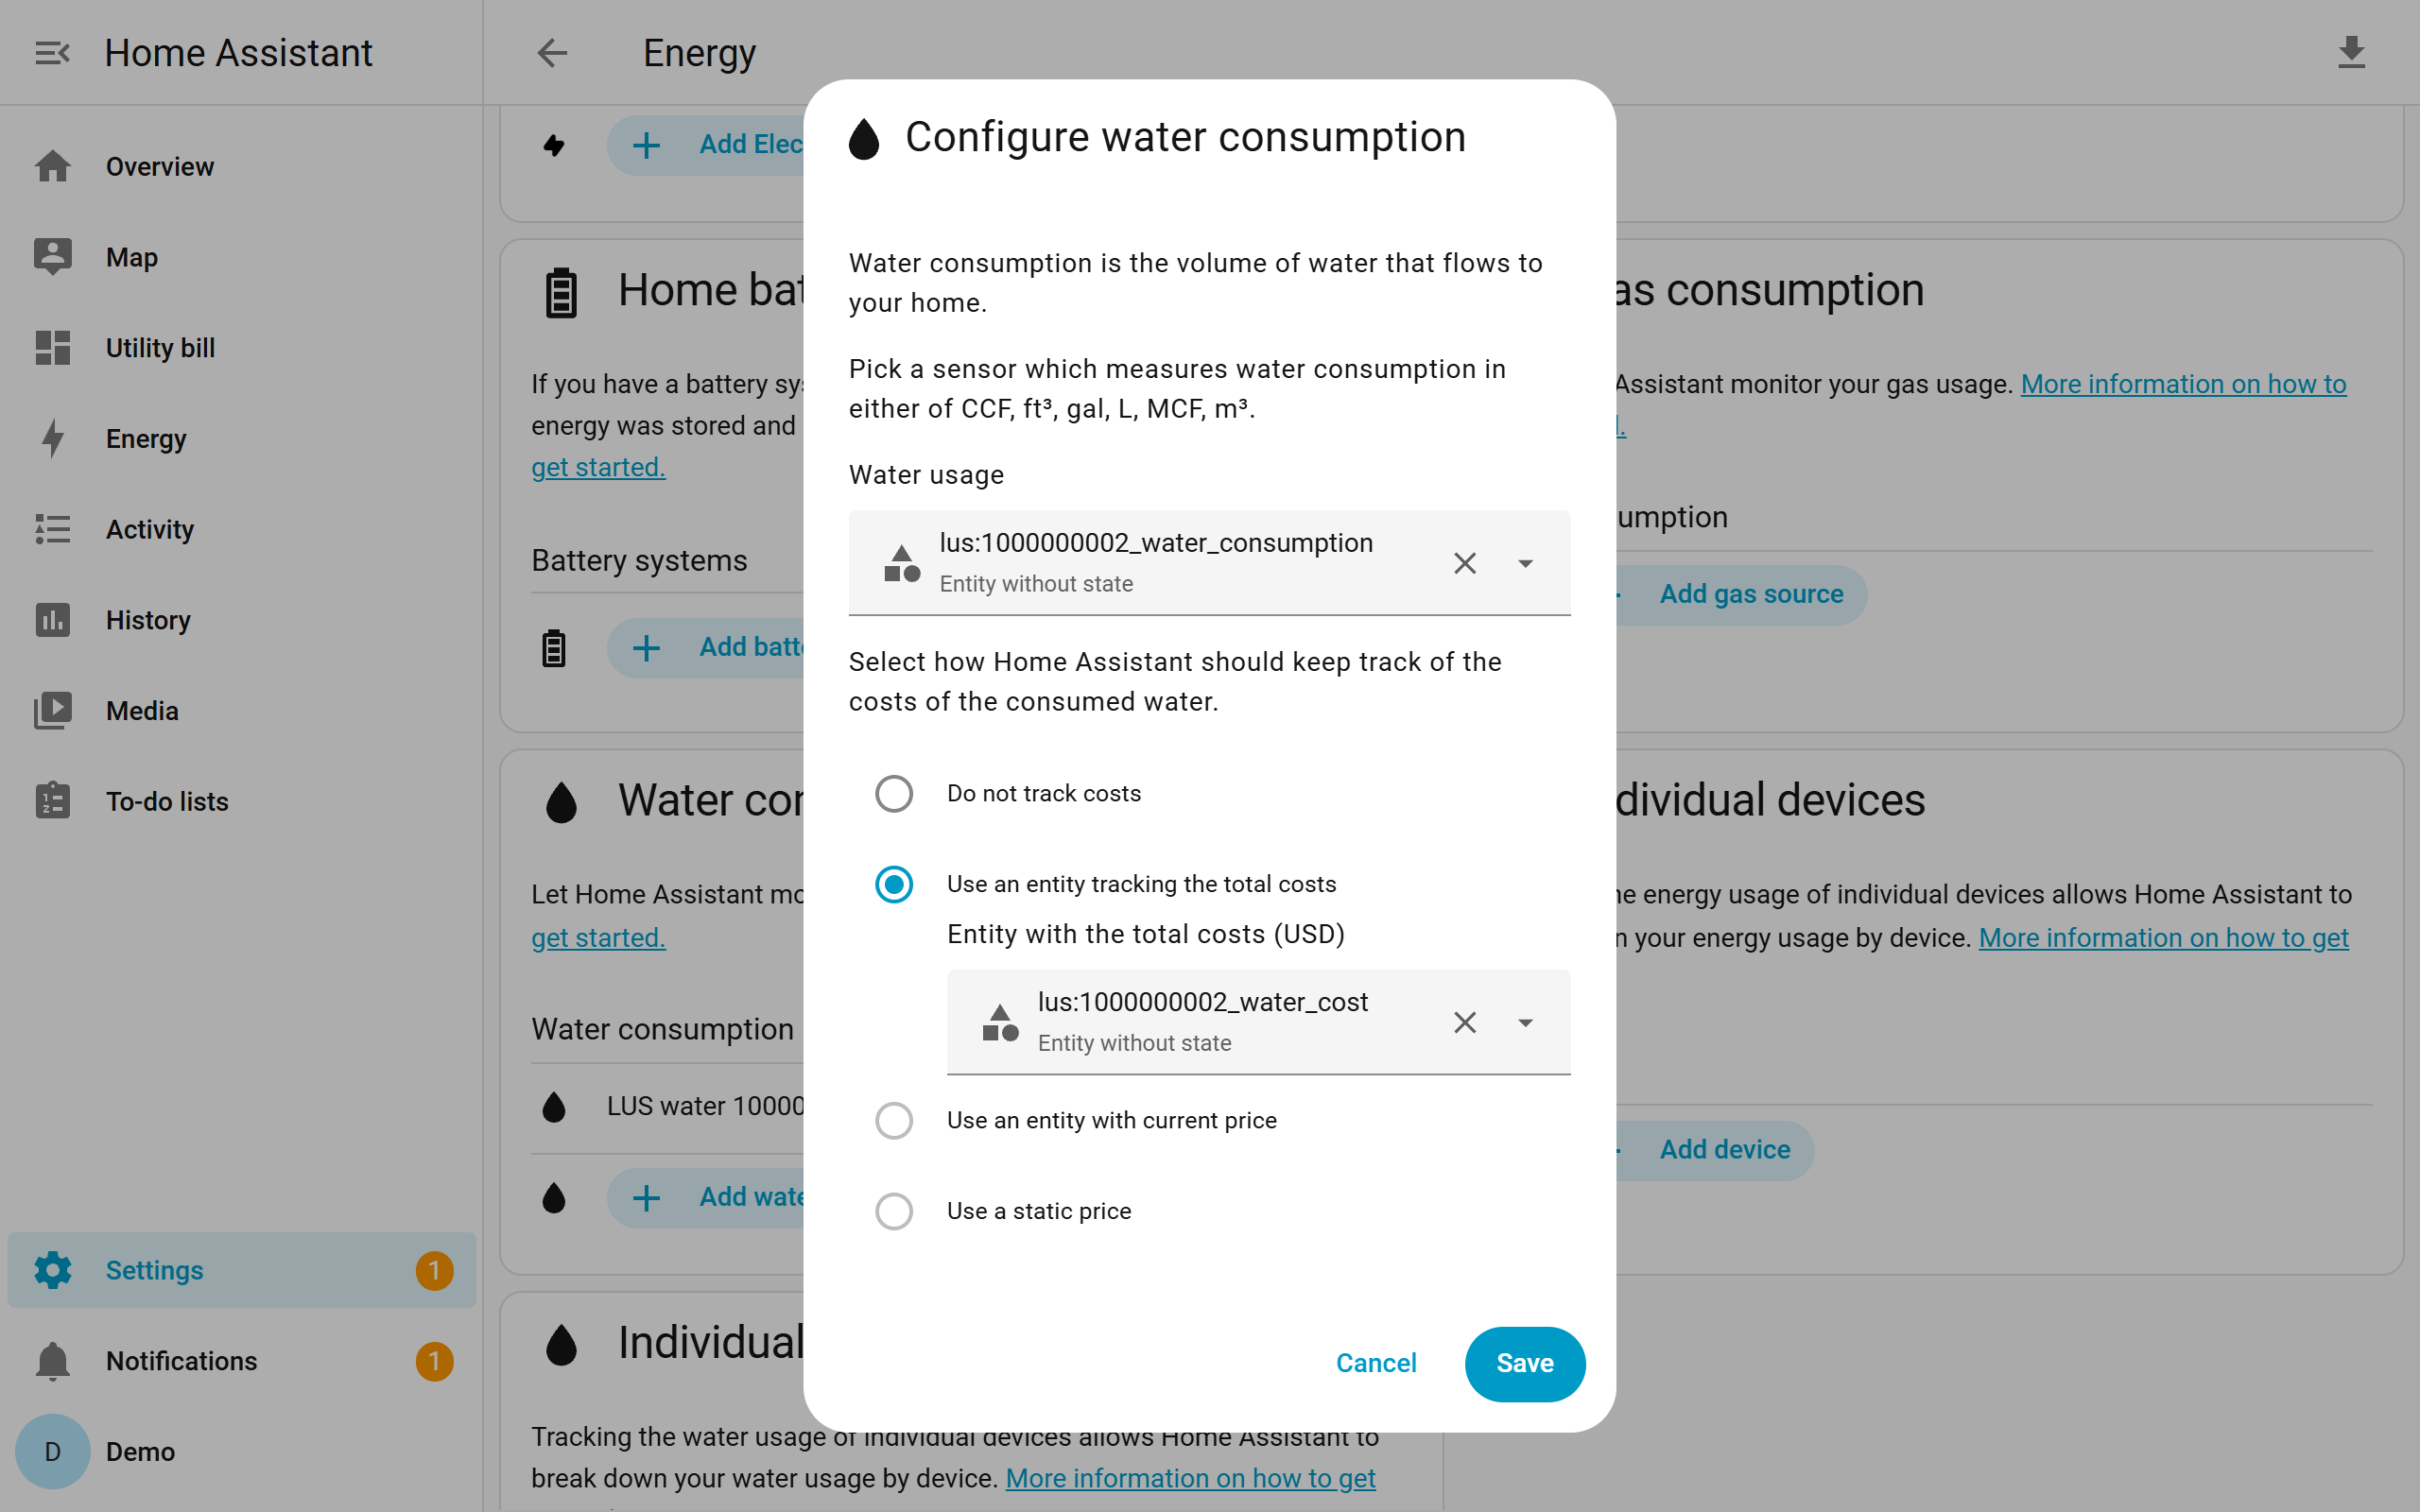 Home Assistant
Overview
Map
Utility bill
Energy
Activity
History
Media
To-do lists
Settings
1
Notifications
1
D
Demo
Energy
Add Elec
Home bat
If you have a battery sys
energy was stored and
get started.
Battery systems
Add batte
as consumption
Assistant monitor your gas usage. More information on how to
umption
Add gas source
Water cor
Let Home Assistant mo
get started.
Water consumption
LUS water 10000
Add wate
dividual devices
e energy usage of individual devices allows Home Assistant to
n your energy usage by device. More information on how to get
Add device
Individual
Tracking the water usage of individual devices allows Home Assistant to
break down your water usage by device. More information on how to get
Configure water consumption
Water consumption is the volume of water that flows to
your home.
Pick a sensor which measures water consumption in
either of CCF, ft³, gal, L, MCF, m³.
Water usage
lus:1000000002_water_consumption
Entity without state
Select how Home Assistant should keep track of the
costs of the consumed water.
Do not track costs
Use an entity tracking the total costs
Entity with the total costs (USD)
lus:1000000002_water_cost
Entity without state
Use an entity with current price
Use a static price
Cancel
Save